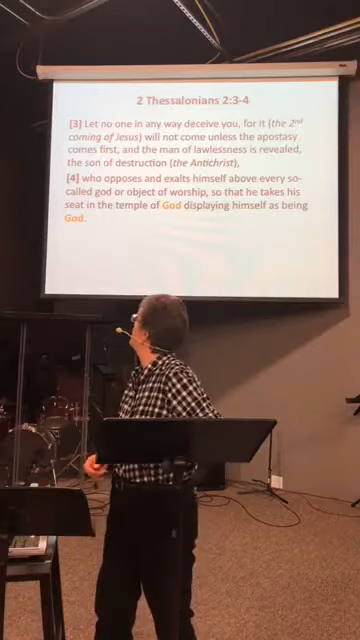 2 Thessalonians 2:3-4
[3] Let no one in any way deceive you, for it (the 2nd
coming of Jesus) will not come unless the apostasy
comes first, and the man of lawlessness is revealed,
the son of destruction (the Antichrist),
[4] who opposes and exalts himself above every so-
called god or object of worship, so that he takes his
seat in the temple of God displaying himself as being
God.